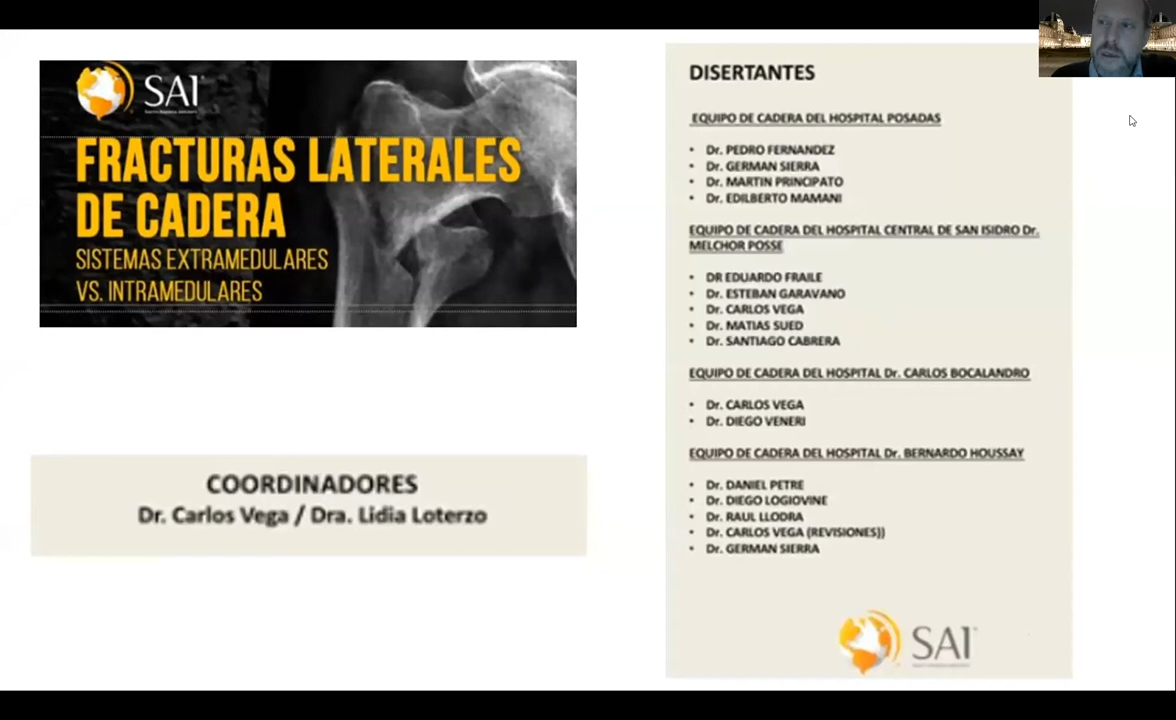 SAI
FRACTURAS LATERALES
DE CADERA
SISTEMAS EXTRAMEDULARES
VS. INTRAMEDULARES
COORDINADORES
Dr. Carlos Vega / Dra. Lidia Loterzo
DISERTANTES
EQUIPO DE CADERA DEL HOSPITAL POSADAS
• Dr. PEDRO FERNANDEZ
• Dr. GERMAN SIERRA
• Dr. MARTIN PRINCIPATO
• Dr. EDILBERTO MAMANI
EQUIPO DE CADERA DEL HOSPITAL CENTRAL DE SAN ISIDRO Dr.
MELCHOR POSSE
• DR EDUARDO FRAILE
• Dr. ESTEBAN GARAVANO
• Dr. CARLOS VEGA
• Dr. MATIAS SUED
• Dr. SANTIAGO CABRERA
EQUIPO DE CADERA DEL HOSPITAL Dr. CARLOS BOCALANDRO
• Dr. CARLOS VEGA
• Dr. DIEGO VENERI
EQUIPO DE CADERA DEL HOSPITAL Dr. BERNARDO HOUSSAY
• Dr. DANIEL PETRE
• Dr. DIEGO LOGIOVINE
• Dr. RAUL LLODRA
• Dr. CARLOS VEGA (REVISIONES))
• Dr. GERMAN SIERRA
SAI